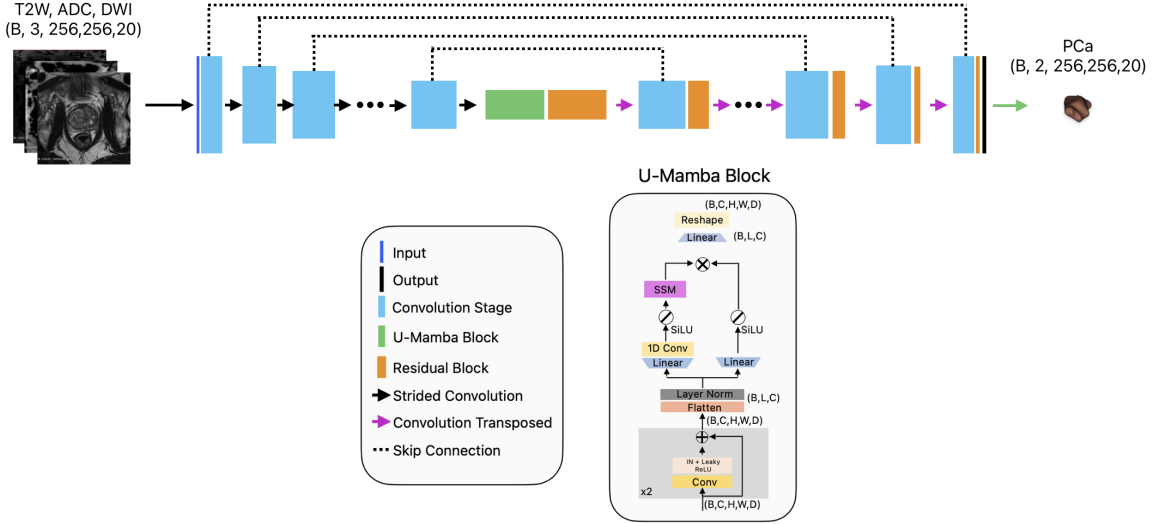 T2W, ADC, DWI
(B, 3, 256,256,20)
PCa
(B, 2, 256,256,20)
Input
Output
Convolution Stage
U-Mamba Block
Residual Block
Strided Convolution
Convolution Transposed
Skip Connection
U-Mamba Block
(B,C,H,W,D)
Reshape
Linear (B,L,C)
SSM
SiLU SiLU
1D Conv
Linear Linear
Layer Norm (B,L,C)
Flatten
(B,C,H,W,D)
IN + Leaky
ReLU
Conv
x2
(B,C,H,W,D)